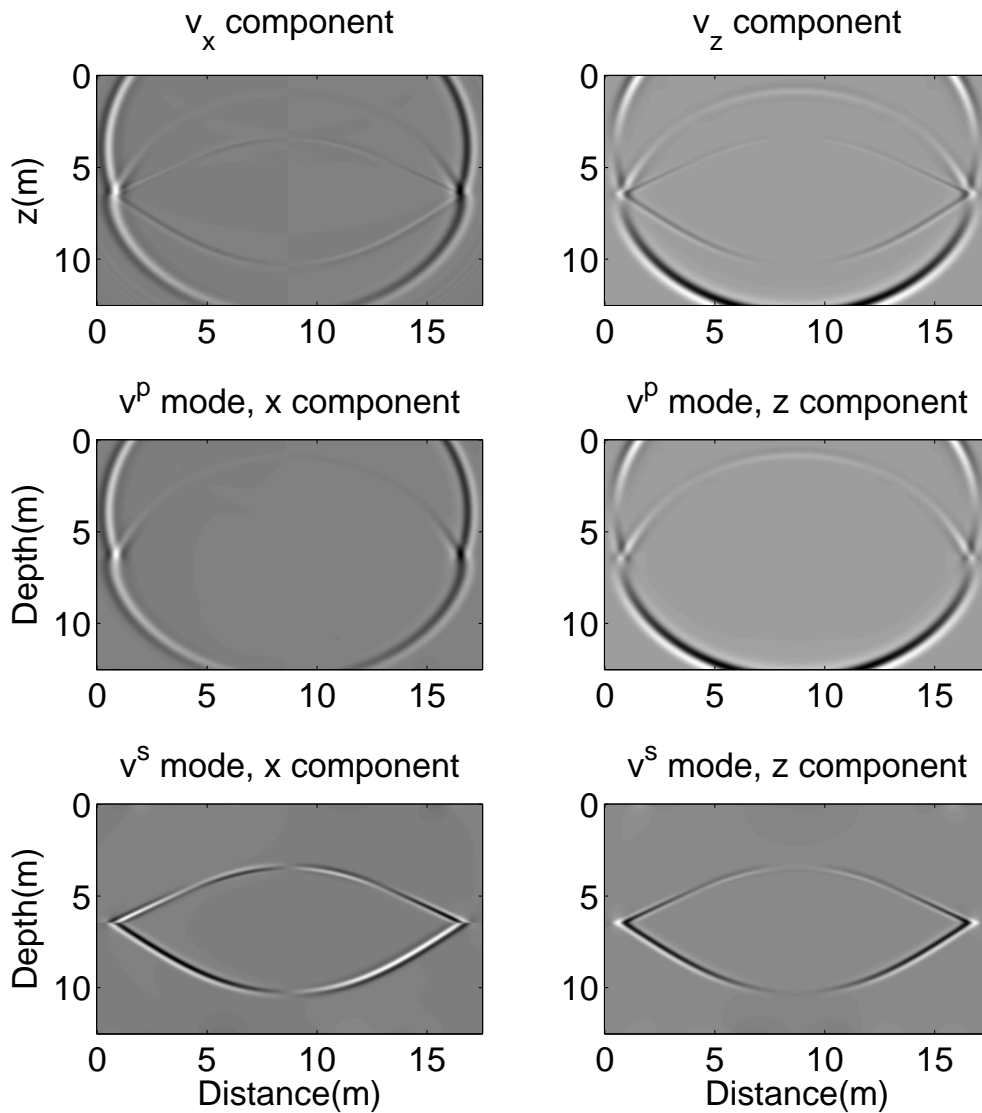 v_x component
v_z component
0
5
10
z(m)
0 5 10 15
0
5
10
0 5 10 15
v^p mode, x component
v^p mode, z component
0
5
10
Depth(m)
0 5 10 15
0
5
10
0 5 10 15
v^s mode, x component
v^s mode, z component
0
5
10
Depth(m)
0 5 10 15
Distance(m)
0
5
10
0 5 10 15
Distance(m)